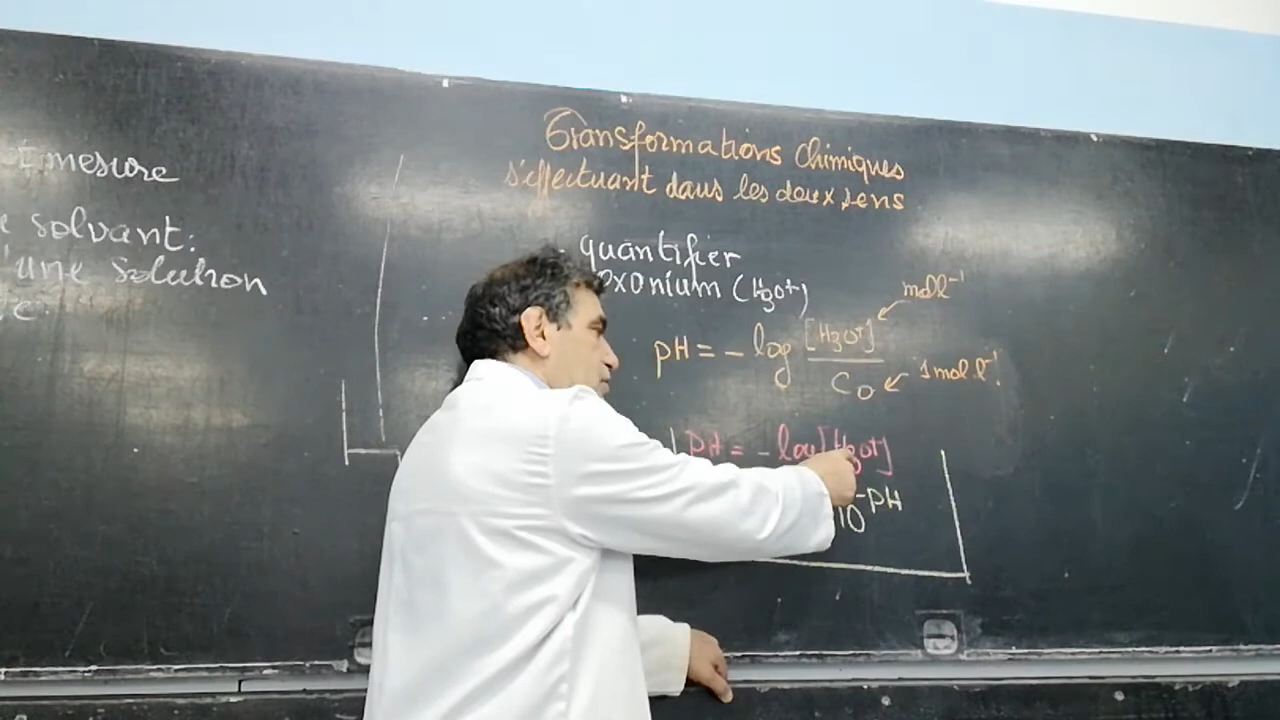 mesure
solvant:
une solution
Transformations chimiques
s'effectuant dans les deux sens
- quantifier
oxonium (H3O+)
mol l-1
pH = - log [H3O+]
C0
1 mol.l-1
pH = - log [H3O+]
10-pH